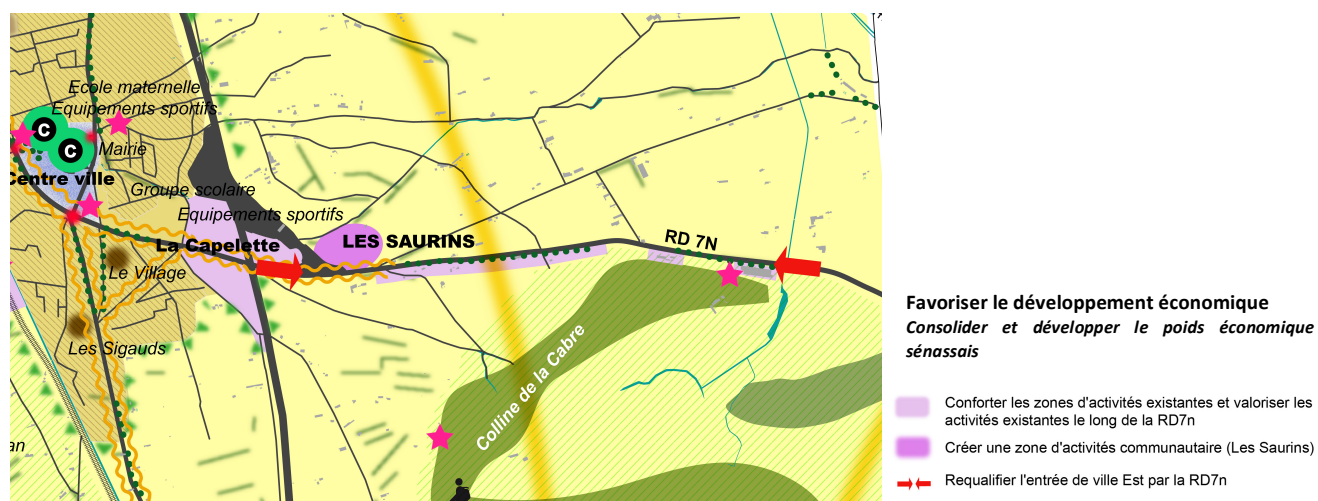 Ecole maternelle
Equipements sportifs
C
C
Mairie
Centre ville
Groupe scolaire
Equipements sportifs
La Capelette
LES SAURINS
RD 7N
Le Village
Les Sigauds
Colline de la Cabre
an
Favoriser le développement économique
Consolider et développer le poids économique
sénassais
Conforter les zones d'activités existantes et valoriser les
activités existantes le long de la RD7n
Créer une zone d'activités communautaire (Les Saurins)
Requalifier l'entrée de ville Est par la RD7n